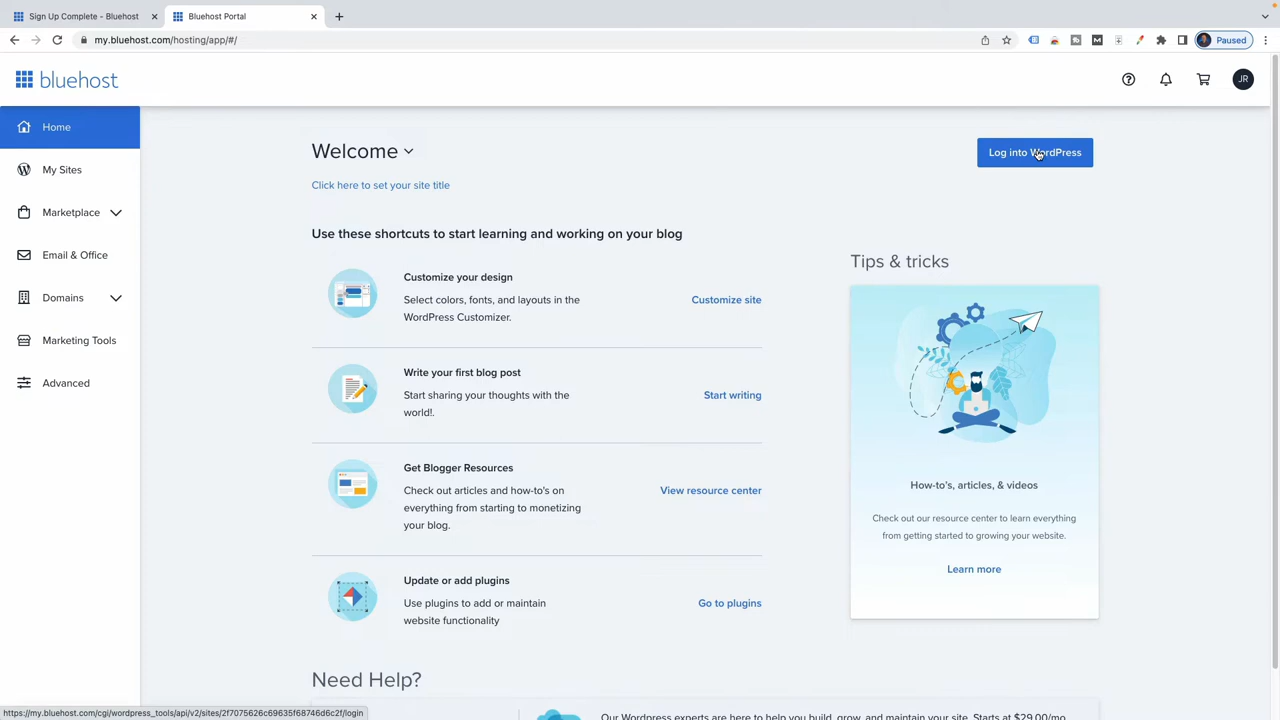 Sign Up Complete - Bluehost
Bluehost Portal
my.bluehost.com/hosting/app/#/
Paused
bluehost
JR
Home
My Sites
Marketplace
Email & Office
Domains
Marketing Tools
Advanced
Welcome
Log into WordPress
Click here to set your site title
Use these shortcuts to start learning and working on your blog
Customize your design
Select colors, fonts, and layouts in the
WordPress Customizer.
Customize site
Write your first blog post
Start sharing your thoughts with the
world!.
Start writing
Get Blogger Resources
Check out articles and how-to's on
everything from starting to monetizing
your blog.
View resource center
Update or add plugins
Use plugins to add or maintain
website functionality
Go to plugins
Tips & tricks
How-to's, articles, & videos
Check out our resource center to learn everything
from getting started to growing your website.
Learn more
Need Help?
Our Wordpress experts are here to help you build, grow, and maintain your site. Starts at $29.00/mo
https://my.bluehost.com/cgi/wordpress_tools/api/v2/sites/2f7075626c69635f68746d6c2f/login